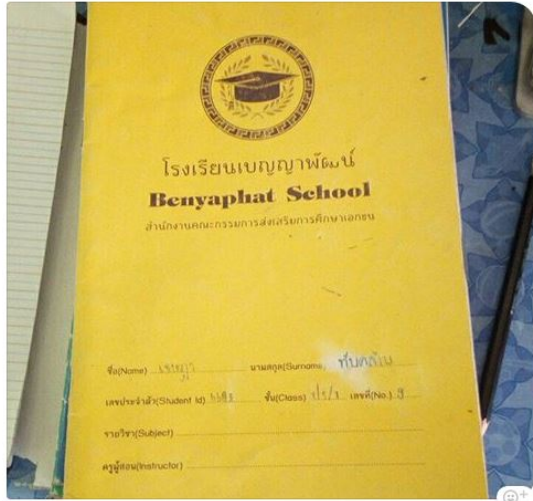 โรงเรียนเบญญาพัฒน์
Benyaphat School
สำนักงานคณะกรรมการส่งเสริมการศึกษาเอกชน
ชื่อ(Name) นามสกุล(Surname)
เลขประจำตัว(Student Id) ชั้น(Class) เลขที่(No.) 9
รายวิชา(Subject)
ครูผู้สอน(Instructor)